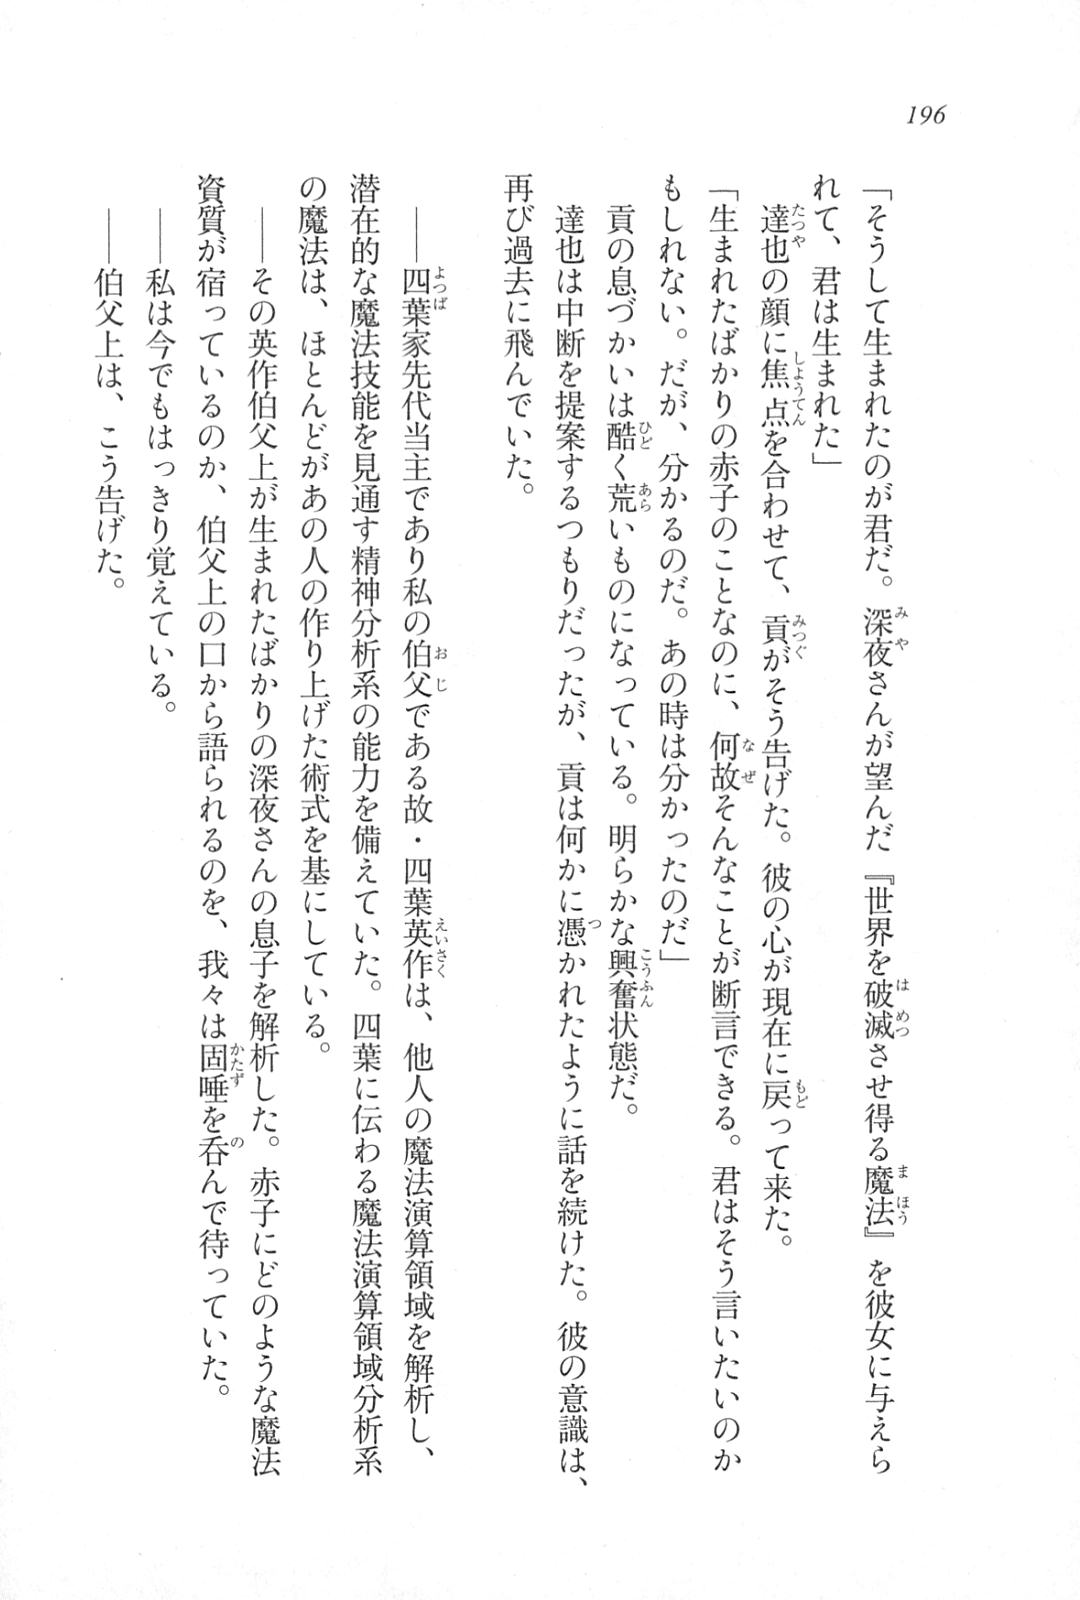 196
「そうして生まれたのが君だ。深夜さんが望んだ『世界を破滅させ得る魔法』を彼女に与えら
れて、君は生まれた」
達也の顔に焦点を合わせて、貢がそう告げた。彼の心が現在に戻って来た。
「生まれたばかりの赤子のことなのに、何故そんなことが断言できる。君はそう言いたいのか
もしれない。だが、分かるのだ。あの時は分かったのだ」
貢の息づかいは酷く荒いものになっている。明らかな興奮状態だ。
達也は中断を提案するつもりだったが、貢は何かに憑かれたように話を続けた。彼の意識は、
再び過去に飛んでいた。
――四葉家先代当主であり私の伯父である故・四葉英作は、他人の魔法演算領域を解析し、
潜在的な魔法技能を見通す精神分析系の能力を備えていた。四葉に伝わる魔法演算領域分析系
の魔法は、ほとんどがあの人の作り上げた術式を基にしている。
――その英作伯父上が生まれたばかりの深夜さんの息子を解析した。赤子にどのような魔法
資質が宿っているのか、伯父上の口から語られるのを、我々は固唾を呑んで待っていた。
――私は今でもはっきり覚えている。
――伯父上は、こう告げた。